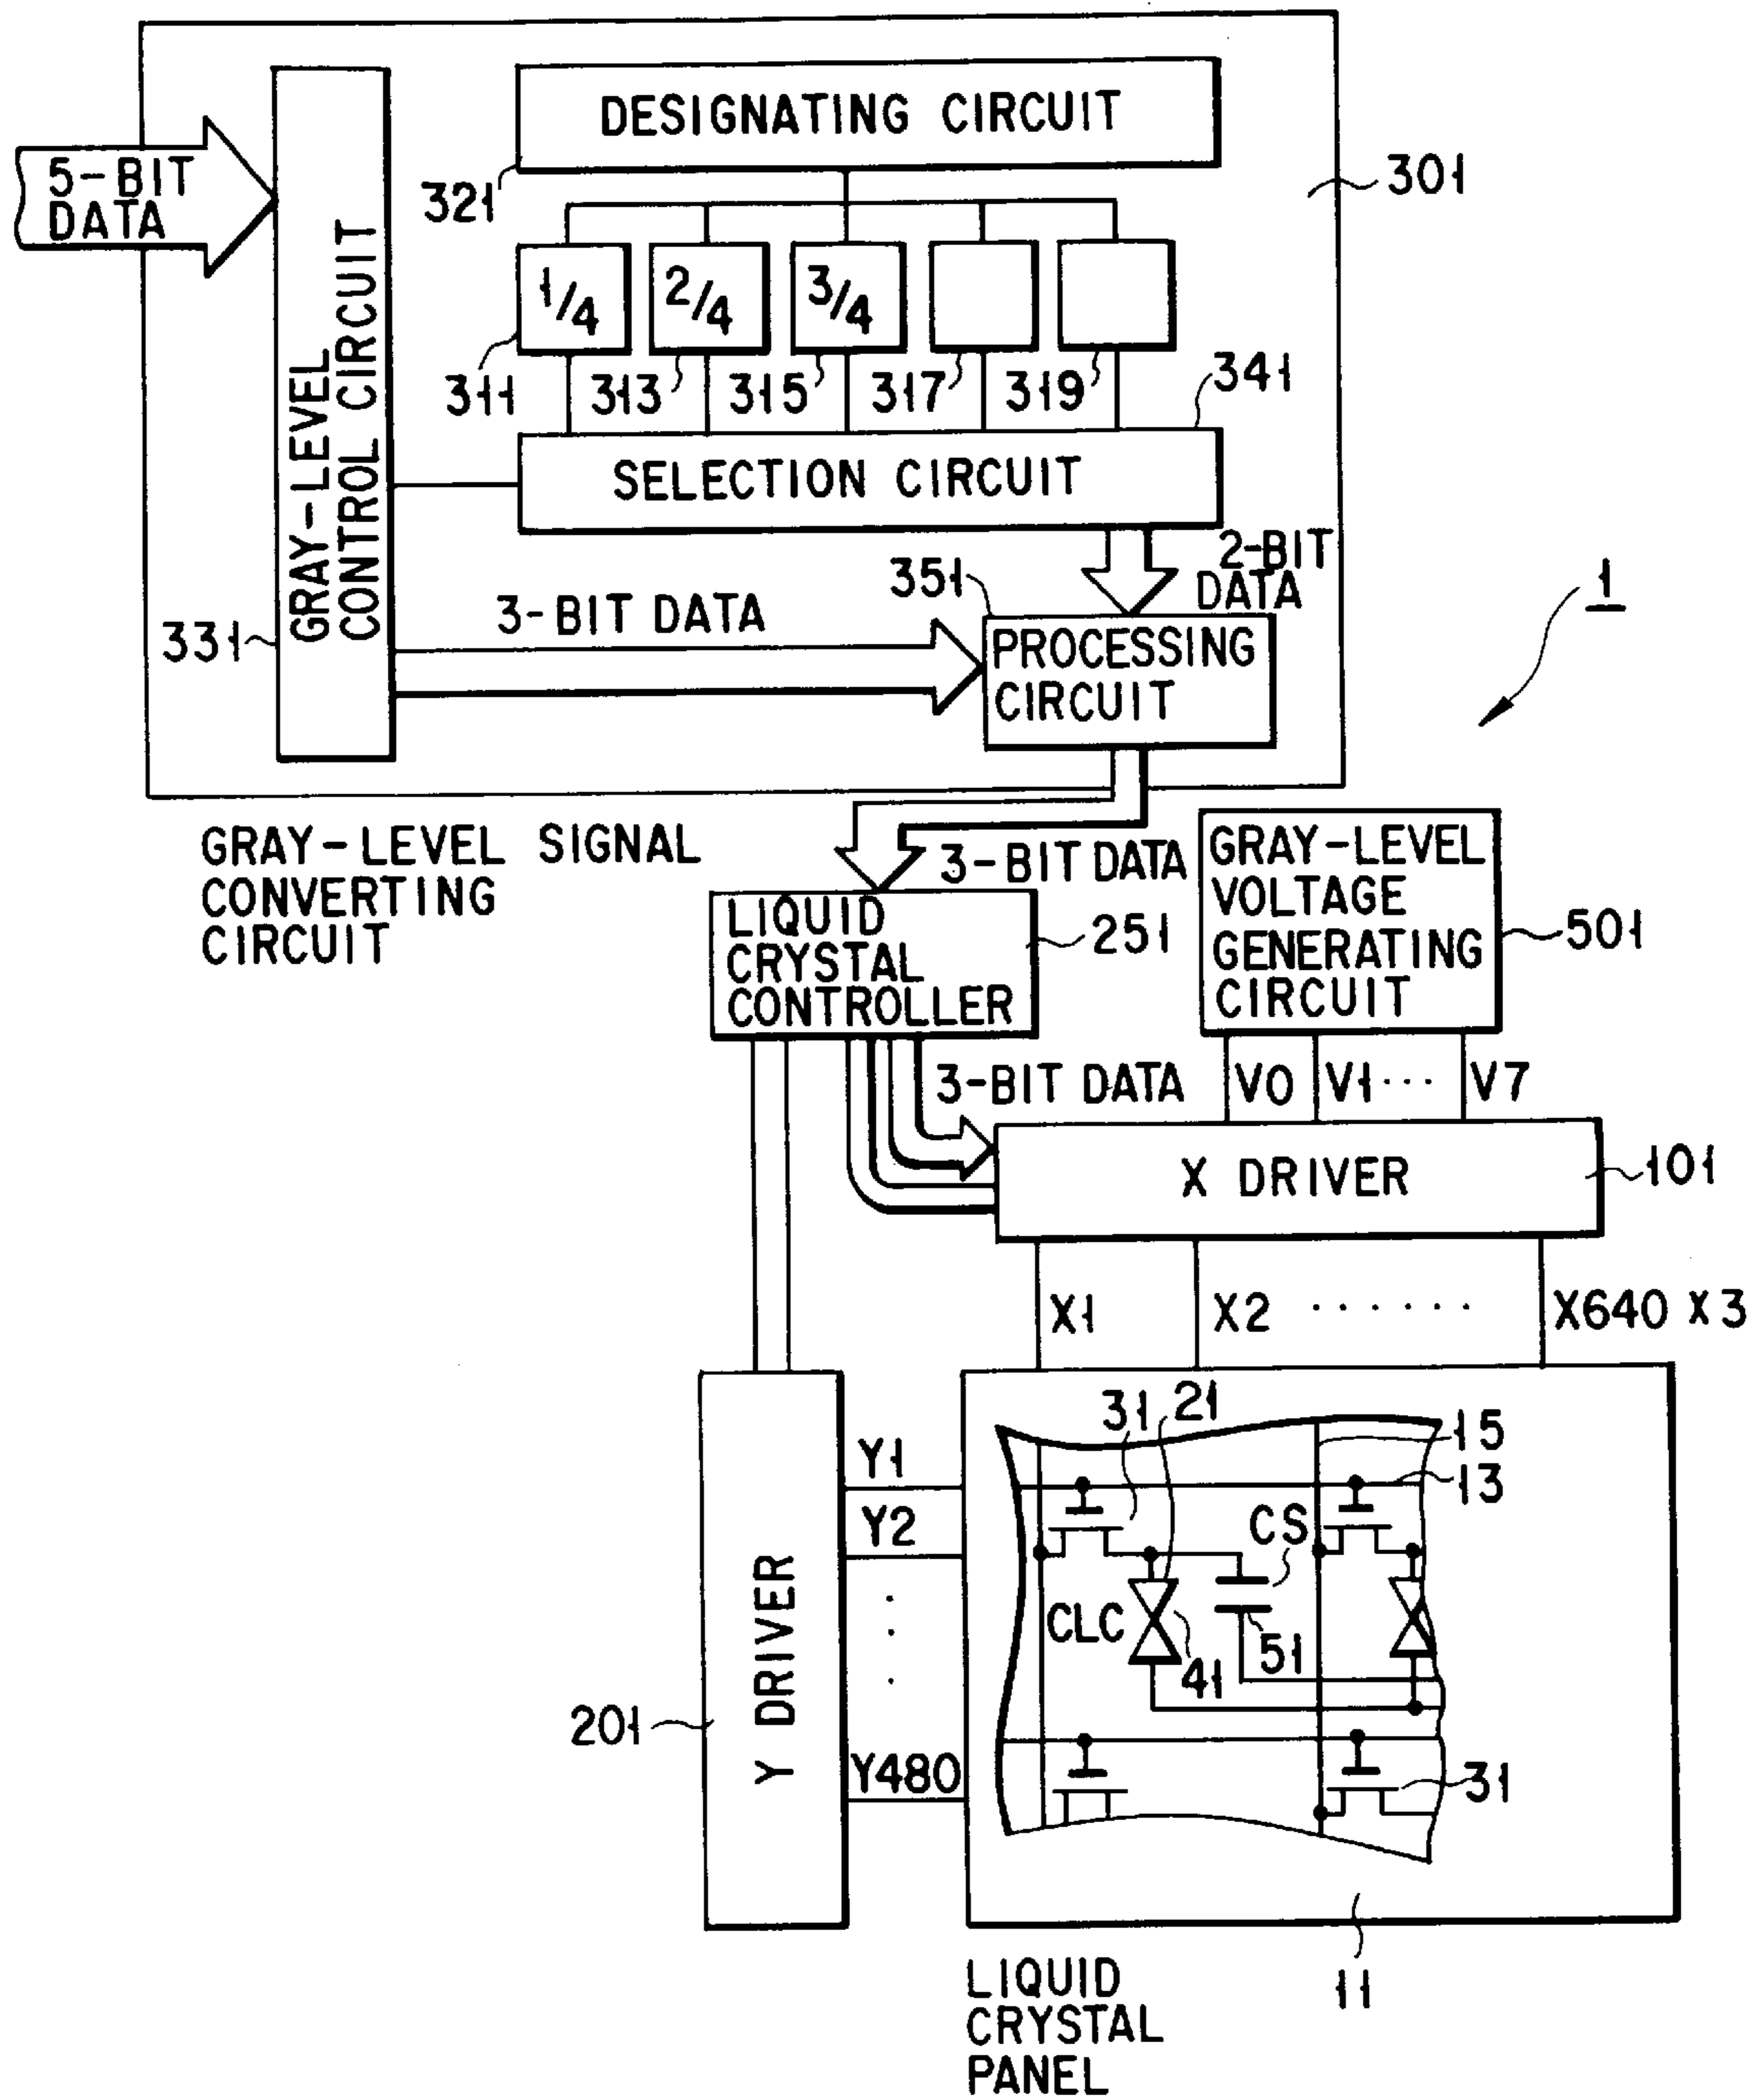 DESIGNATING CIRCUIT
5-BIT
DATA
321
301
1/4
2/4
3/4
311
313
315
317
319
341
GRAY-LEVEL
CONTROL CIRCUIT
SELECTION CIRCUIT
2-BIT
DATA
351
1
331
3-BIT DATA
PROCESSING
CIRCUIT
GRAY-LEVEL SIGNAL
CONVERTING
CIRCUIT
3-BIT DATA
GRAY-LEVEL
VOLTAGE
GENERATING
CIRCUIT
501
LIQUID
CRYSTAL
CONTROLLER
251
3-BIT DATA
V0
V1 ...
V7
X DRIVER
101
X1
X2 .......
X640 X 3
31
21
15
13
Y1
Y2
Y480
CS
CLC
51
41
Y DRIVER
201
31
11
LIQUID
CRYSTAL
PANEL